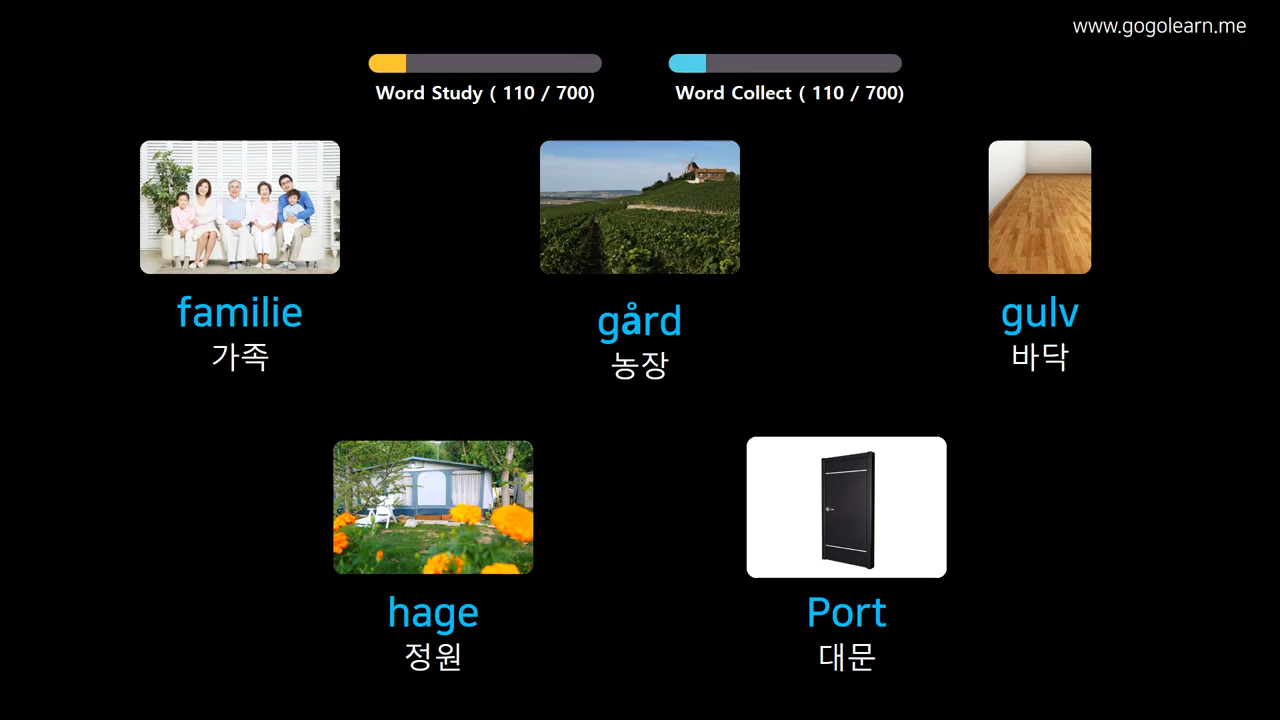 www.gogolearn.me
Word Study ( 110 / 700)
Word Collect ( 110 / 700)
familie
가족
gård
농장
gulv
바닥
hage
정원
Port
대문